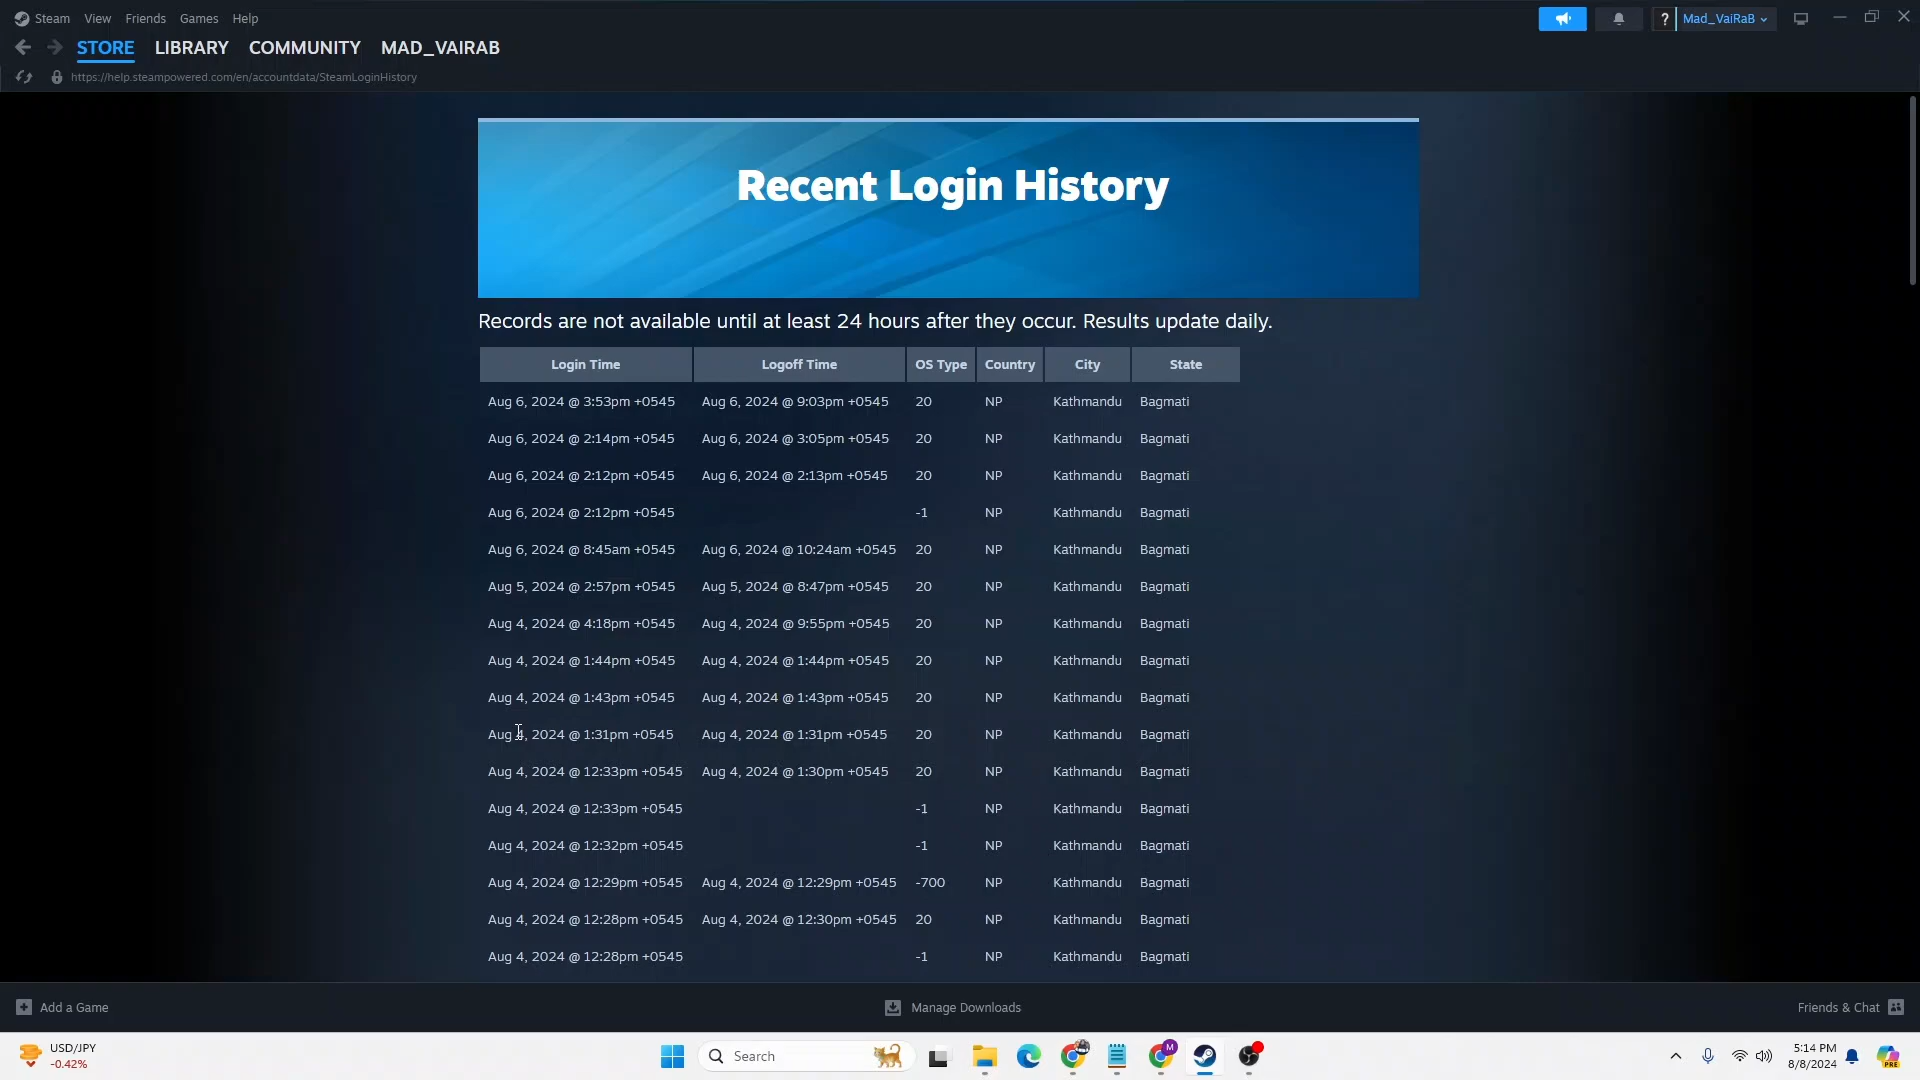 Steam View Friends Games Help
? Mad_VaiRaB
STORE LIBRARY COMMUNITY MAD_VAIRAB
https://help.steampowered.com/en/accountdata/SteamLoginHistory
Recent Login History
Records are not available until at least 24 hours after they occur. Results update daily.
Login Time Logoff Time OS Type Country City State
Aug 6, 2024 @ 3:53pm +0545 Aug 6, 2024 @ 9:03pm +0545 20 NP Kathmandu Bagmati
Aug 6, 2024 @ 2:14pm +0545 Aug 6, 2024 @ 3:05pm +0545 20 NP Kathmandu Bagmati
Aug 6, 2024 @ 2:12pm +0545 Aug 6, 2024 @ 2:13pm +0545 20 NP Kathmandu Bagmati
Aug 6, 2024 @ 2:12pm +0545 -1 NP Kathmandu Bagmati
Aug 6, 2024 @ 8:45am +0545 Aug 6, 2024 @ 10:24am +0545 20 NP Kathmandu Bagmati
Aug 5, 2024 @ 2:57pm +0545 Aug 5, 2024 @ 8:47pm +0545 20 NP Kathmandu Bagmati
Aug 4, 2024 @ 4:18pm +0545 Aug 4, 2024 @ 9:55pm +0545 20 NP Kathmandu Bagmati
Aug 4, 2024 @ 1:44pm +0545 Aug 4, 2024 @ 1:44pm +0545 20 NP Kathmandu Bagmati
Aug 4, 2024 @ 1:43pm +0545 Aug 4, 2024 @ 1:43pm +0545 20 NP Kathmandu Bagmati
Aug 4, 2024 @ 1:31pm +0545 Aug 4, 2024 @ 1:31pm +0545 20 NP Kathmandu Bagmati
Aug 4, 2024 @ 12:33pm +0545 Aug 4, 2024 @ 1:30pm +0545 20 NP Kathmandu Bagmati
Aug 4, 2024 @ 12:33pm +0545 -1 NP Kathmandu Bagmati
Aug 4, 2024 @ 12:32pm +0545 -1 NP Kathmandu Bagmati
Aug 4, 2024 @ 12:29pm +0545 Aug 4, 2024 @ 12:29pm +0545 -700 NP Kathmandu Bagmati
Aug 4, 2024 @ 12:28pm +0545 Aug 4, 2024 @ 12:30pm +0545 20 NP Kathmandu Bagmati
Aug 4, 2024 @ 12:28pm +0545 -1 NP Kathmandu Bagmati
Add a Game Manage Downloads Friends & Chat
USD/JPY
-0.42%
Search
M
5:14 PM
8/8/2024
PRE